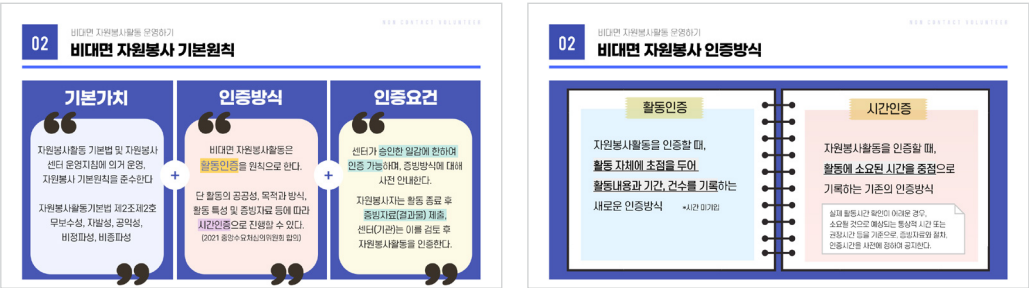 NON CONTACT VOLUNTEER
02
비대면 자원봉사활동 운영하기
비대면 자원봉사 기본원칙
기본가치
자원봉사활동 기본법 및 자원봉사
센터 운영지침에 의거 운영,
자원봉사 기본원칙을 준수한다
자원봉사활동기본법 제2조제2호
무보수성, 자발성, 공익성,
비정파성, 비종파성
+
인증방식
비대면 자원봉사활동은
활동인증을 원칙으로 한다.
단 활동의 공공성, 목적과 방식,
활동 특성 및 증빙자료 등에 따라
시간인증으로 진행할 수 있다.
(2021 중앙수요처심의위원회 합의)
+
인증요건
센터가 승인한 일감에 한하여
인증 가능하며, 증빙방식에 대해
사전 안내한다.
자원봉사자는 활동 종료 후
증빙자료(결과물) 제출,
센터(기관)는 이를 검토 후
자원봉사활동을 인증한다.
NON CONTACT VOLUNTEER
02
비대면 자원봉사활동 운영하기
비대면 자원봉사 인증방식
활동인증
자원봉사활동을 인증할 때,
활동 자체에 초점을 두어
활동내용과 기간, 건수를 기록하는
새로운 인증방식 *시간 미기입
시간인증
자원봉사활동을 인증할 때,
활동에 소요된 시간을 중점으로
기록하는 기존의 인증방식
실제 활동시간 확인이 어려운 경우,
소요될 것으로 예상되는 통상적 시간 또는
권장시간 등을 기준으로, 증빙자료와 절차,
인증시간을 사전에 정하여 공지한다.